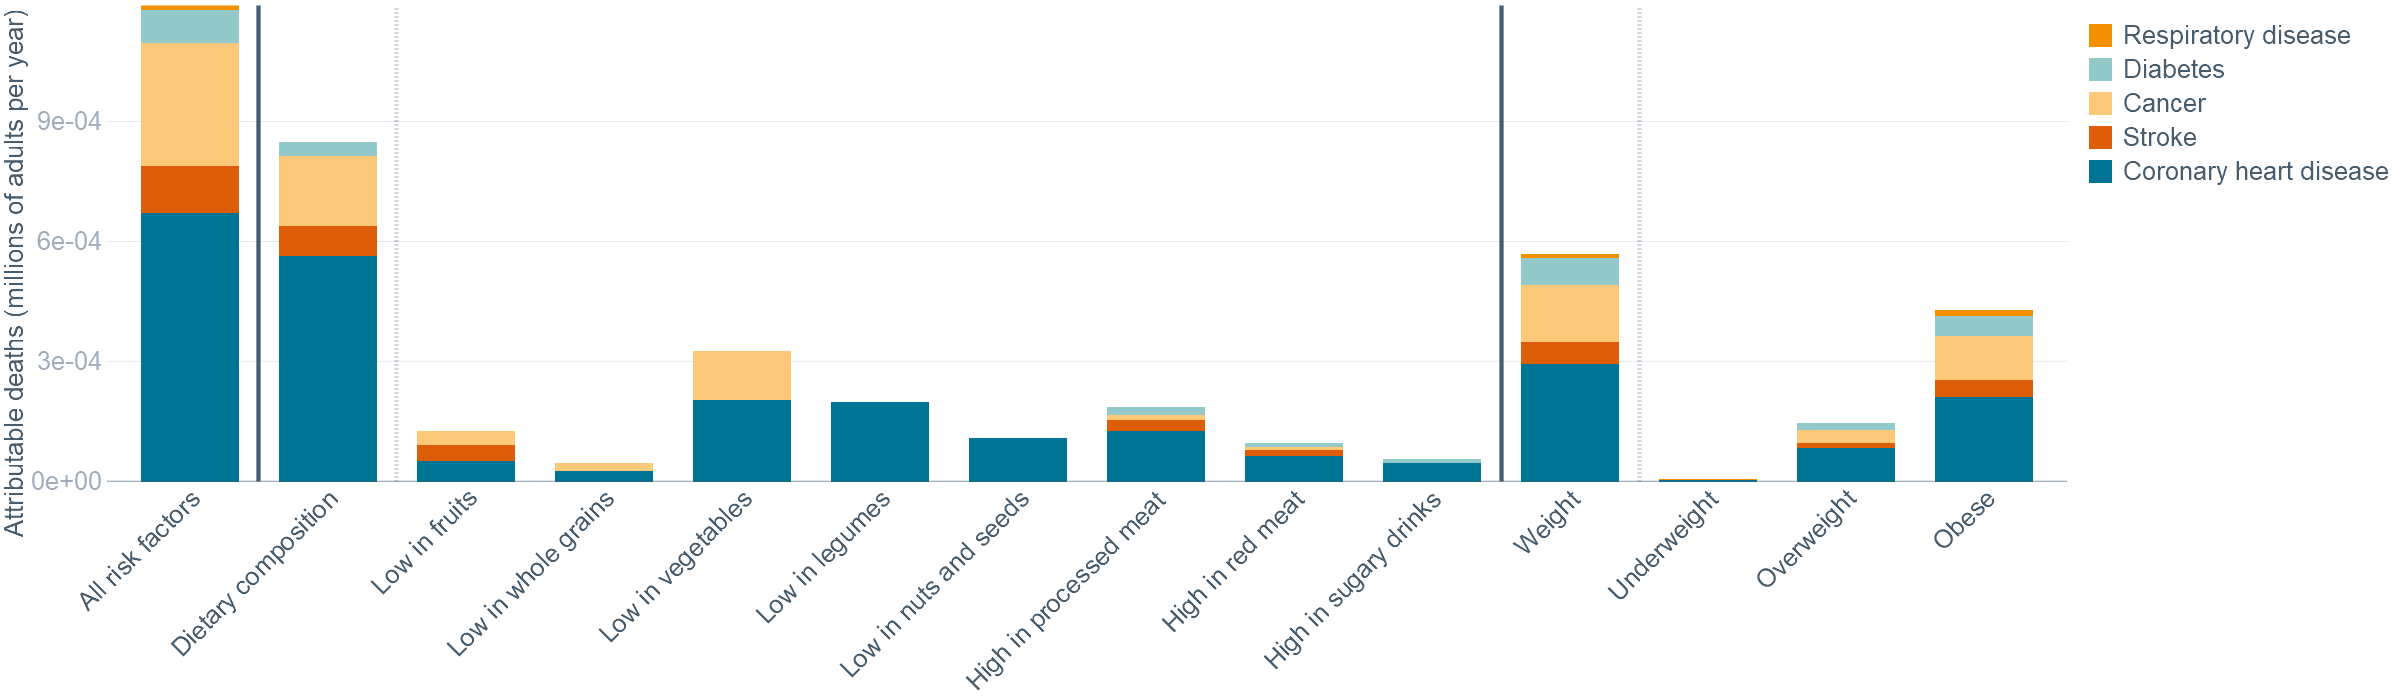 Attributable deaths (millions of adults per year)
9e-04
6e-04
3e-04
0e+00
All risk factors
Dietary composition
Low in fruits
Low in whole grains
Low in vegetables
Low in legumes
Low in nuts and seeds
High in processed meat
High in red meat
High in sugary drinks
Weight
Underweight
Overweight
Obese
Respiratory disease
Diabetes
Cancer
Stroke
Coronary heart disease